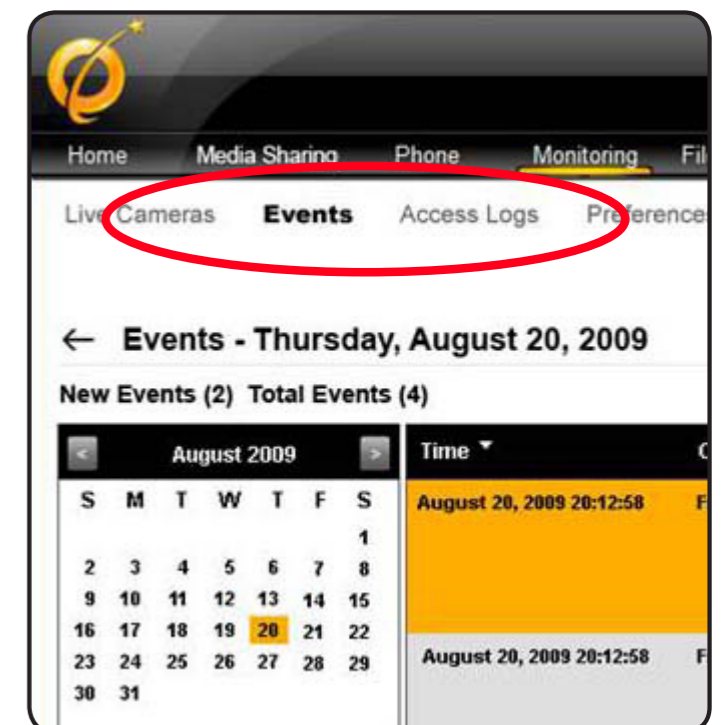 Home Media Sharing Phone Monitoring
Live Cameras Events Access Logs Preferences
← Events - Thursday, August 20, 2009
New Events (2) Total Events (4)
< August 2009 > Time
S M T W T F S
August 20, 2009 20:12:58
1
2 3 4 5 6 7 8
9 10 11 12 13 14 15
16 17 18 19 20 21 22
23 24 25 26 27 28 29
August 20, 2009 20:12:58
30 31